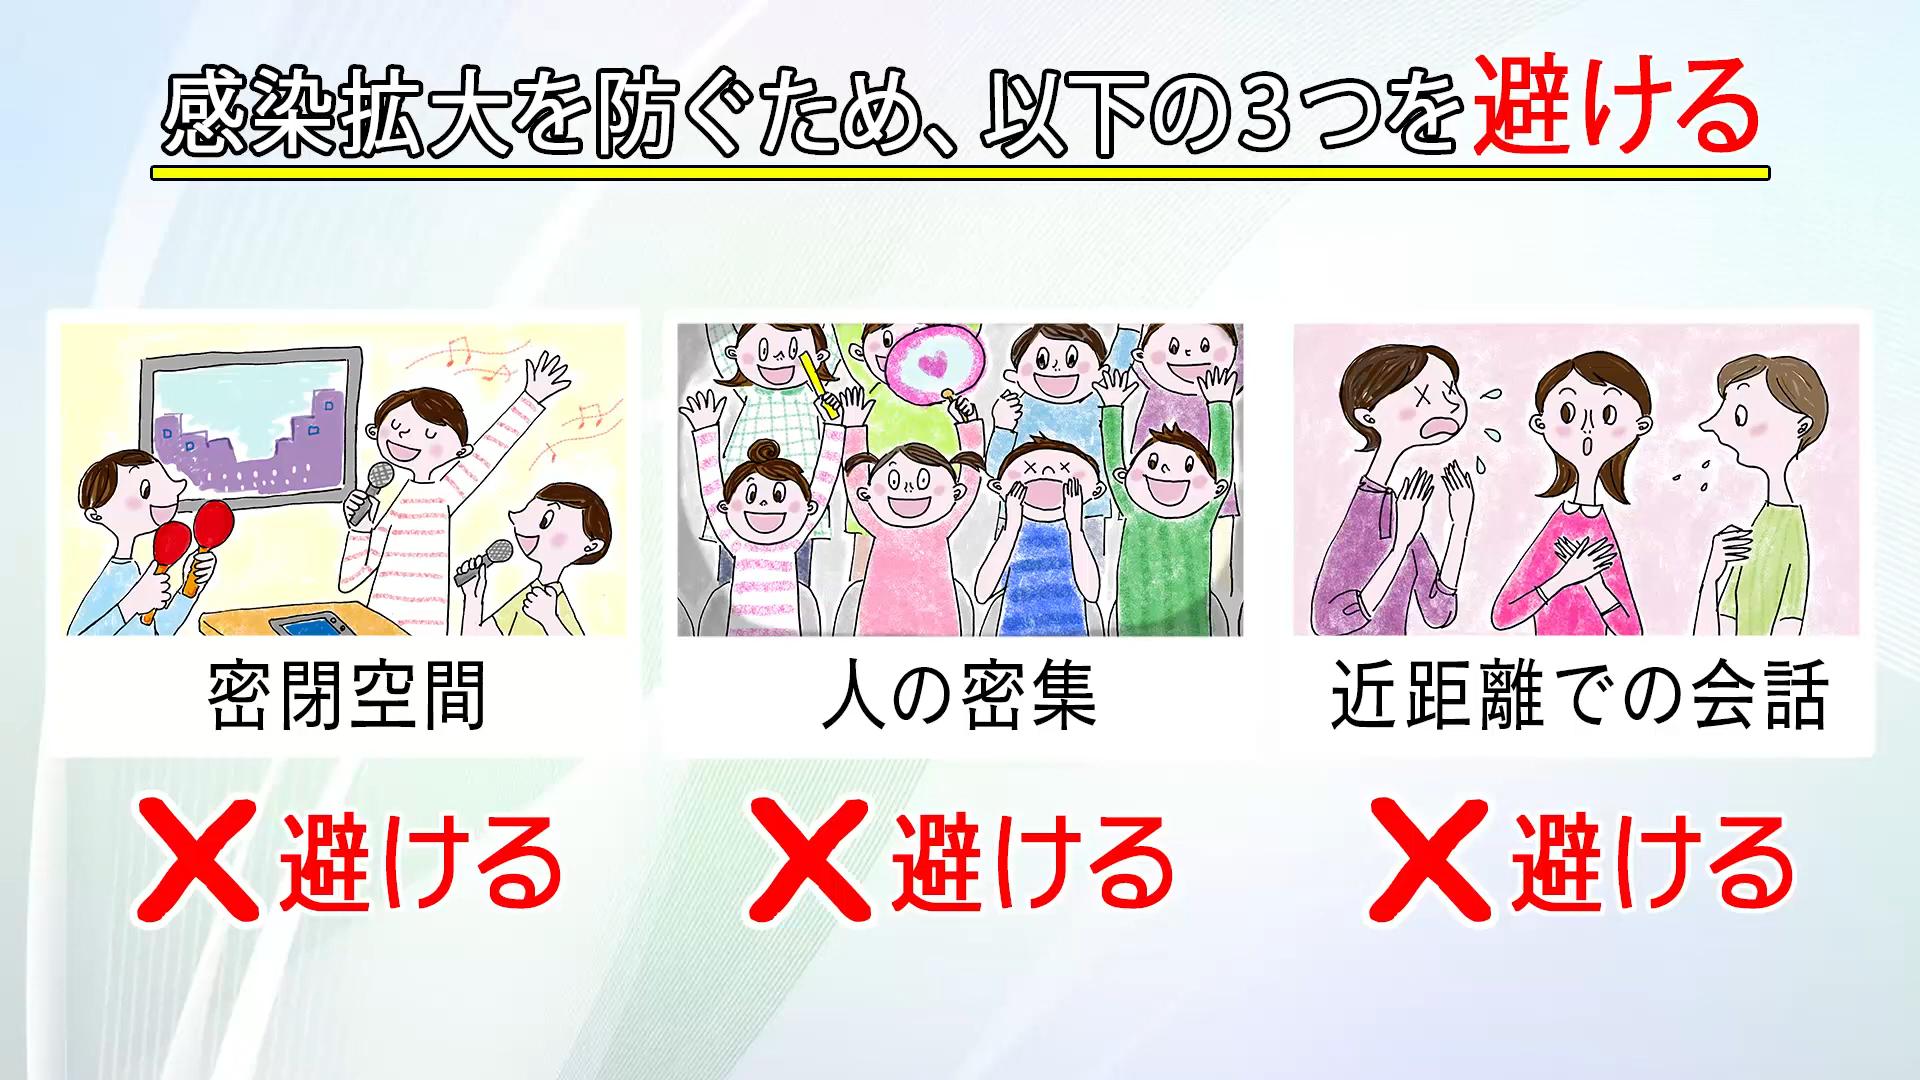 感染拡大を防ぐため、以下の3つを避ける
密閉空間
人の密集
近距離での会話
×避ける
×避ける
×避ける